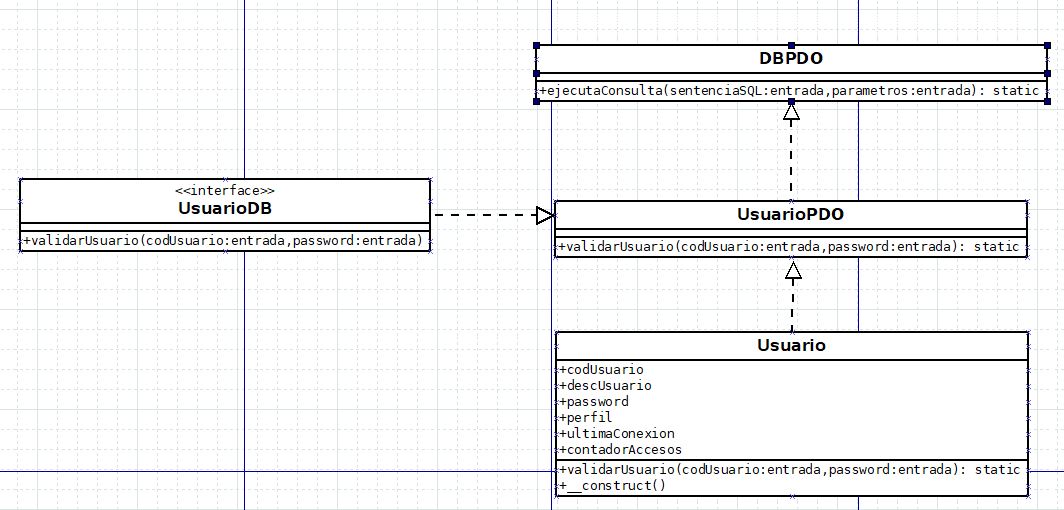 DBPDO
+ejecutaConsulta(sentenciaSQL:entrada,parametros:entrada): static
<<interface>>
UsuarioDB
+validarUsuario(codUsuario:entrada,password:entrada)
UsuarioPDO
+validarUsuario(codUsuario:entrada,password:entrada): static
Usuario
+codUsuario
+descUsuario
+password
+perfil
+ultimaConexion
+contadorAccesos
+validarUsuario(codUsuario:entrada,password:entrada): static
+__construct()